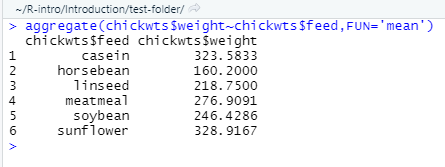 ~/R-intro/Introduction/test-folder/
> aggregate(chickwts$weight~chickwts$feed,FUN='mean')
  chickwts$feed chickwts$weight
1        casein        323.5833
2     horsebean        160.2000
3       linseed        218.7500
4      meatmeal        276.9091
5       soybean        246.4286
6     sunflower        328.9167
>